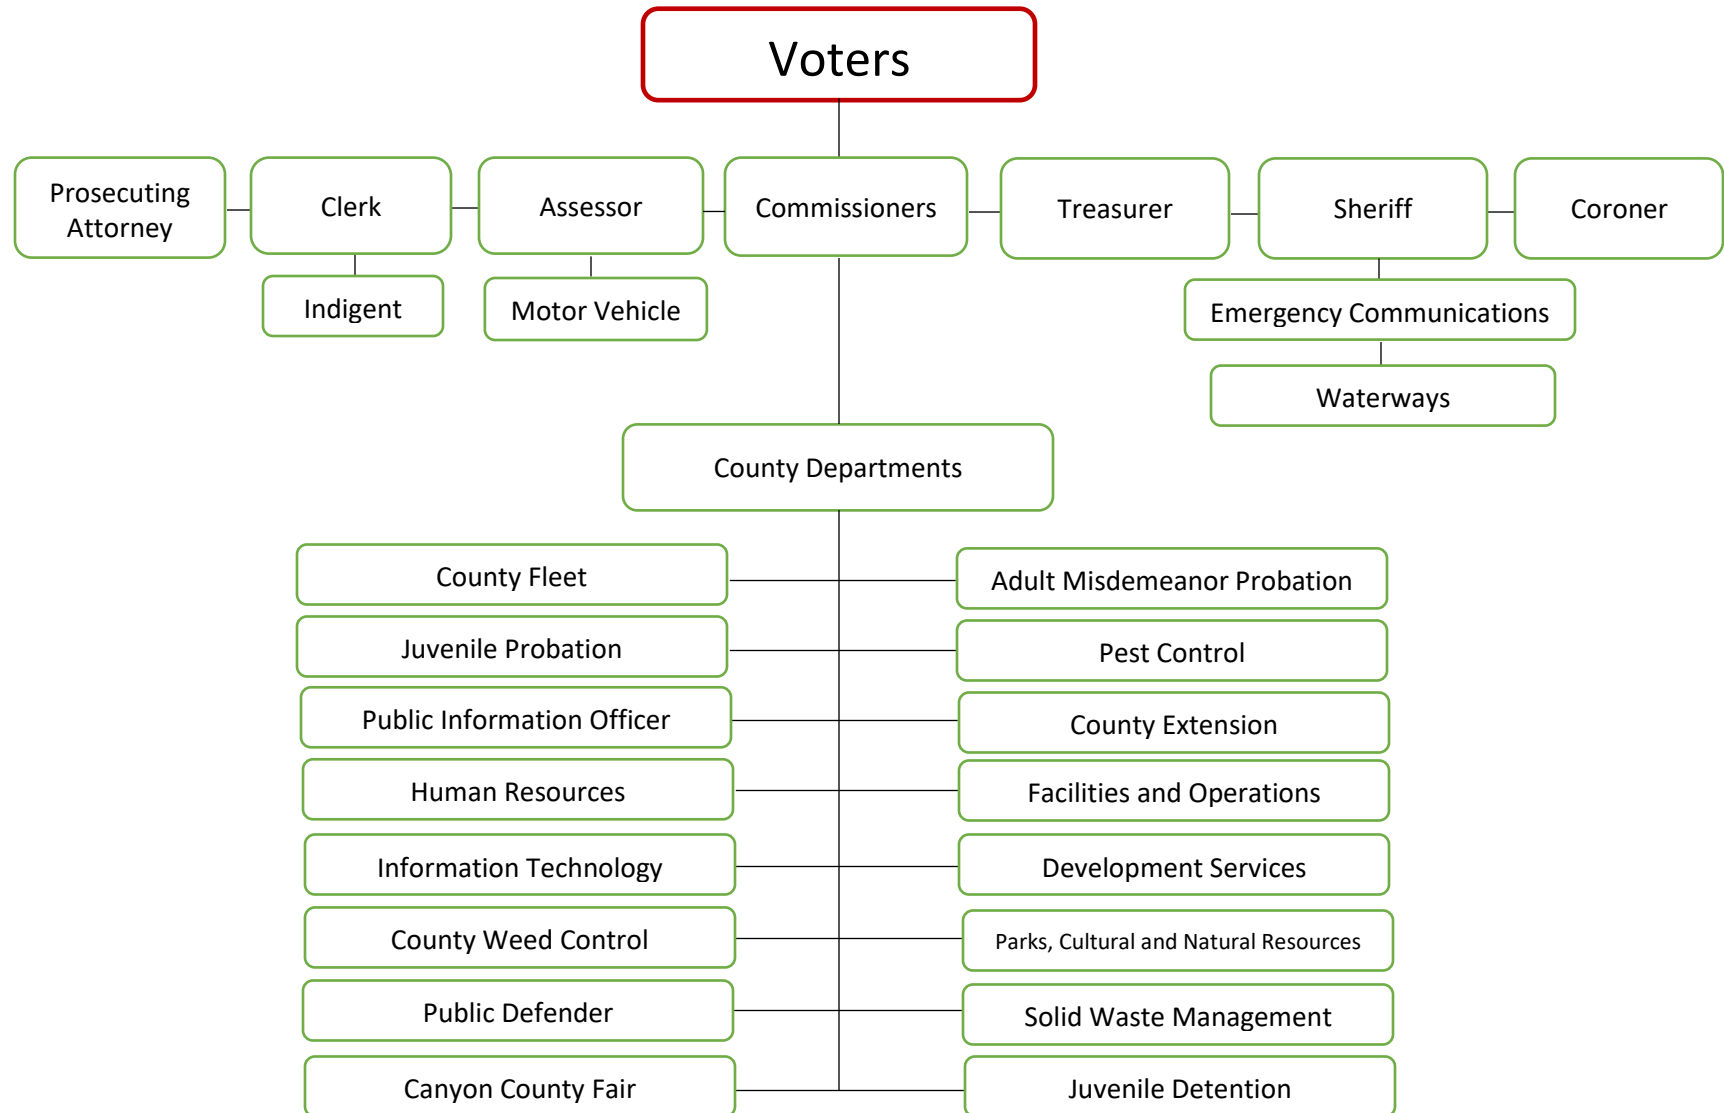 Voters
Prosecuting
Attorney
Clerk
Assessor
Commissioners
Treasurer
Sheriff
Coroner
Indigent
Motor Vehicle
Emergency Communications
Waterways
County Departments
County Fleet
Adult Misdemeanor Probation
Juvenile Probation
Pest Control
Public Information Officer
County Extension
Human Resources
Facilities and Operations
Information Technology
Development Services
County Weed Control
Parks, Cultural and Natural Resources
Public Defender
Solid Waste Management
Canyon County Fair
Juvenile Detention